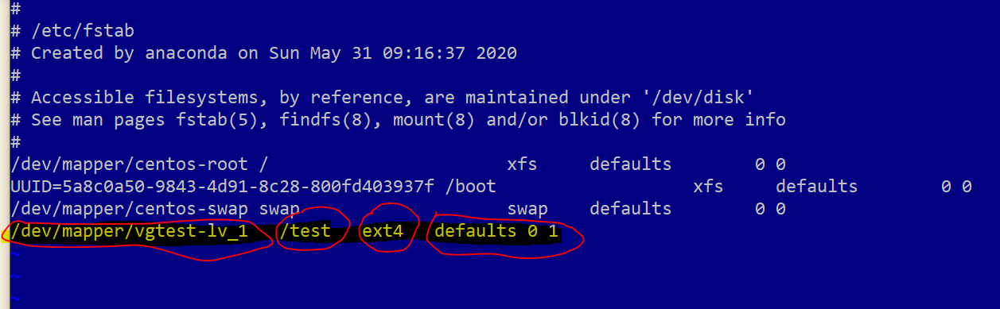 #
# /etc/fstab
# Created by anaconda on Sun May 31 09:16:37 2020
#
# Accessible filesystems, by reference, are maintained under '/dev/disk'
# See man pages fstab(5), findfs(8), mount(8) and/or blkid(8) for more info
#
/dev/mapper/centos-root / xfs defaults 0 0
UUID=5a8c0a50-9843-4d91-8c28-800fd403937f /boot xfs defaults 0 0
/dev/mapper/centos-swap swap swap defaults 0 0
/dev/mapper/vgtest-lv_1 /test ext4 defaults 0 1
~
~
~